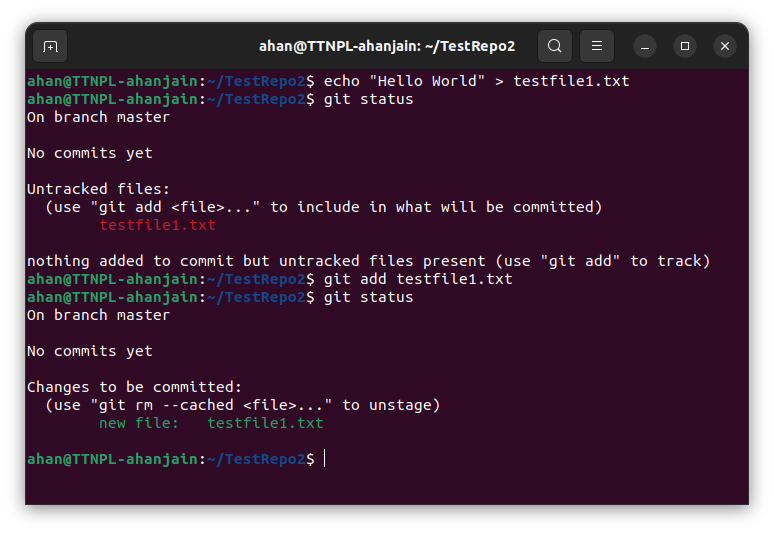 ahan@TTNPL-ahanjain: ~/TestRepo2
ahan@TTNPL-ahanjain:~/TestRepo2$ echo "Hello World" > testfile1.txt
ahan@TTNPL-ahanjain:~/TestRepo2$ git status
On branch master
No commits yet
Untracked files:
  (use "git add <file>..." to include in what will be committed)
        testfile1.txt
nothing added to commit but untracked files present (use "git add" to track)
ahan@TTNPL-ahanjain:~/TestRepo2$ git add testfile1.txt
ahan@TTNPL-ahanjain:~/TestRepo2$ git status
On branch master
No commits yet
Changes to be committed:
  (use "git rm --cached <file>..." to unstage)
        new file:   testfile1.txt
ahan@TTNPL-ahanjain:~/TestRepo2$